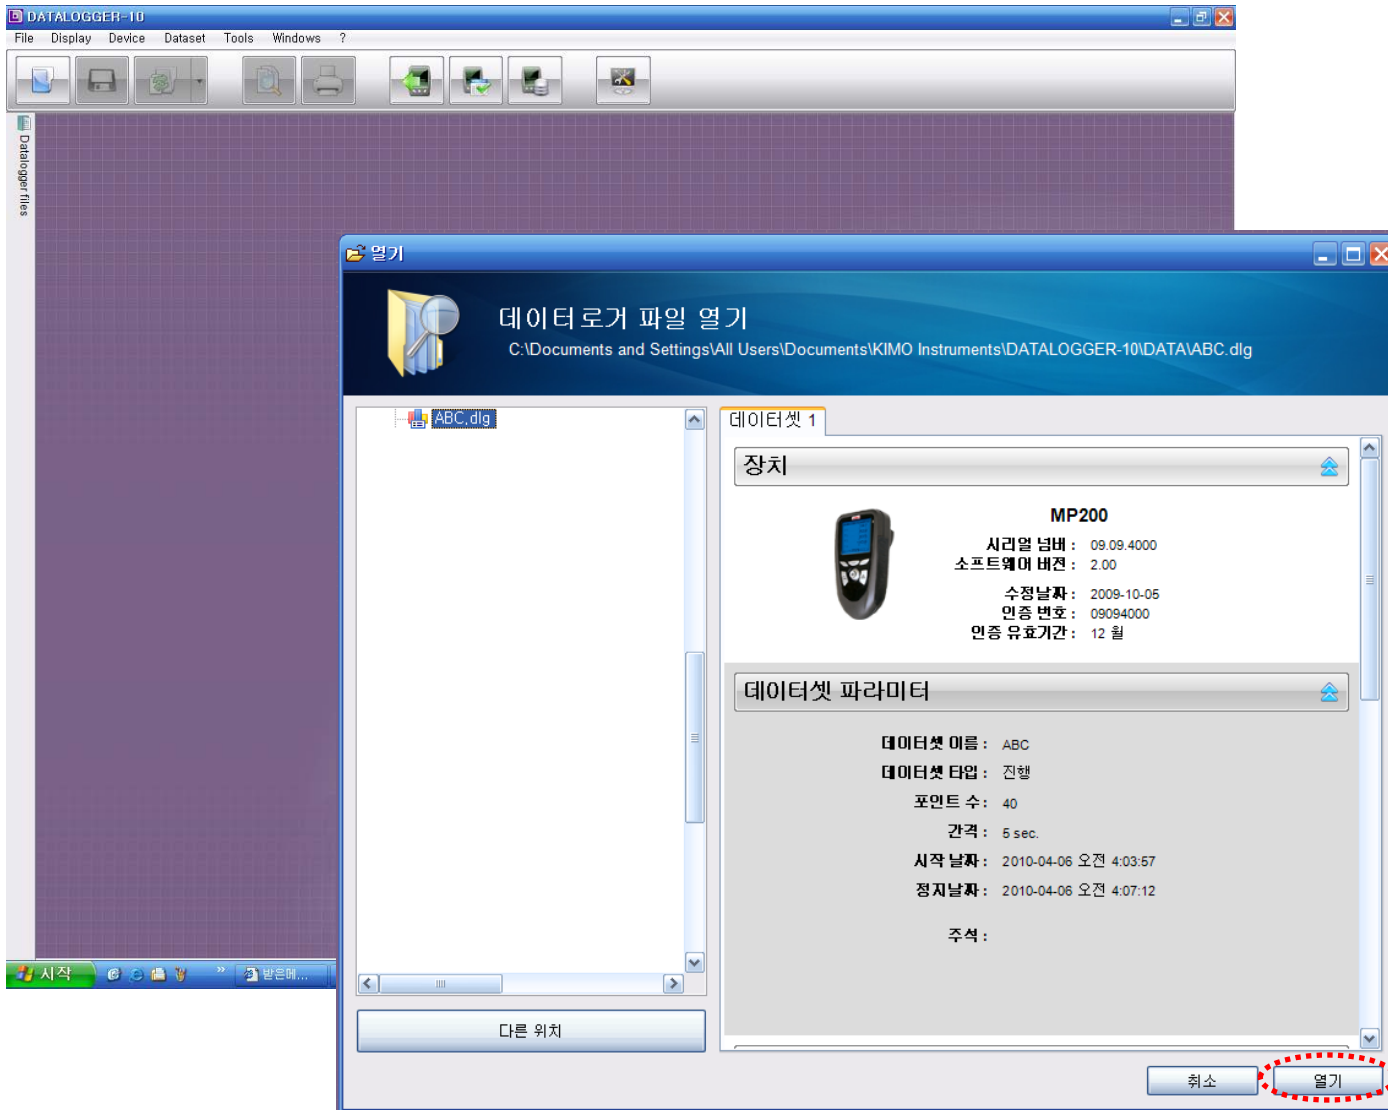 DATALOGGER-10
File Display Device Dataset Tools Windows ?
Datalogger files
열기
데이터로거 파일 열기
C:\Documents and Settings\All Users\Documents\KIMO Instruments\DATALOGGER-10\DATA\ABC.dlg
ABC,dlg
데이터셋 1
장치
MP200
시리얼 넘버 : 09.09.4000
소프트웨어 버젼 : 2.00
수정날짜 : 2009-10-05
인증 번호 : 09094000
인증 유효기간 : 12 월
데이터셋 파라미터
데이터셋 이름 : ABC
데이터셋 타입 : 진행
포인트 수 : 40
간격 : 5 sec.
시작 날짜 : 2010-04-06 오전 4:03:57
정지날짜 : 2010-04-06 오전 4:07:12
주석 :
다른 위치
취소 열기
시작 받은메...